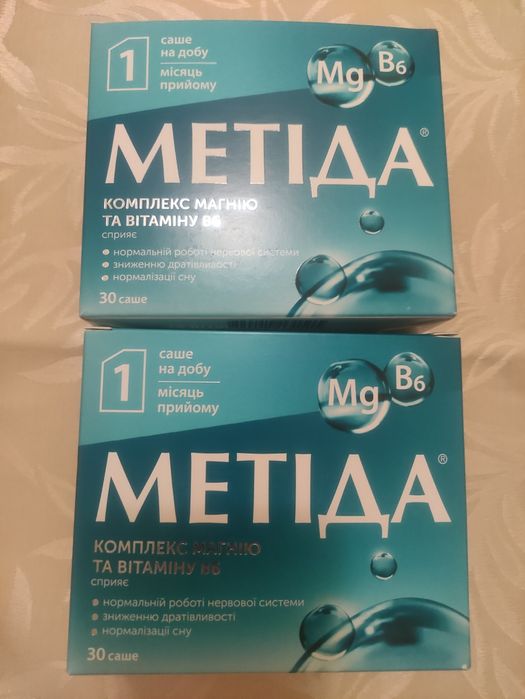 1
саше
на добу
місяць
прийому
Mg B6
МЕТІДА®
КОМПЛЕКС МАГНІЮ
ТА ВІТАМІНУ B6
сприяє
• нормальній роботі нервової системи
• зниженню дратівливості
• нормалізації сну
30 саше
1
саше
на добу
місяць
прийому
Mg B6
МЕТІДА®
КОМПЛЕКС МАГНІЮ
ТА ВІТАМІНУ B6
сприяє
• нормальній роботі нервової системи
• зниженню дратівливості
• нормалізації сну
30 саше